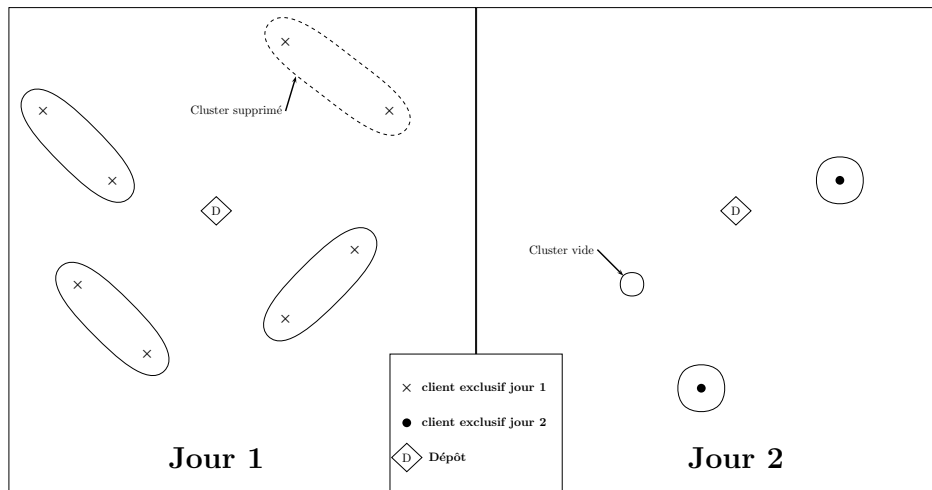 Cluster supprimé
D
D
Cluster vide
client exclusif jour 1
client exclusif jour 2
D Dépôt
Jour 1
Jour 2